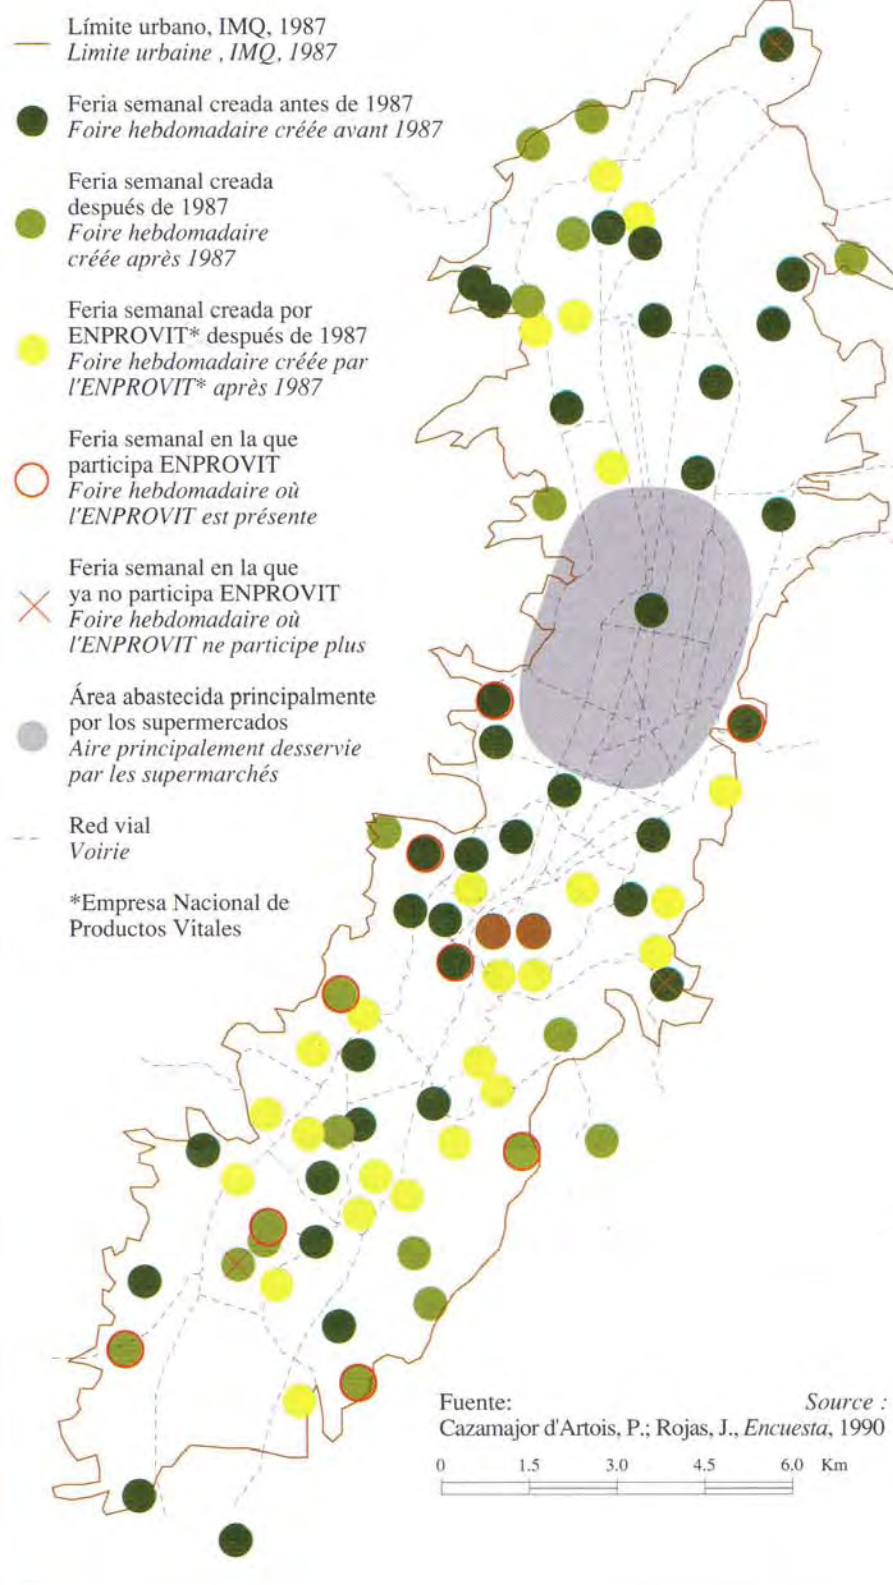 Límite urbano, IMQ, 1987
Limite urbaine , IMQ, 1987
Feria semanal creada antes de 1987
Foire hebdomadaire créée avant 1987
Feria semanal creada
después de 1987
Foire hebdomadaire
créée après 1987
Feria semanal creada por
ENPROVIT* después de 1987
Foire hebdomadaire créée par
l'ENPROVIT* après 1987
Feria semanal en la que
participa ENPROVIT
Foire hebdomadaire où
l'ENPROVIT est présente
Feria semanal en la que
ya no participa ENPROVIT
Foire hebdomadaire où
l'ENPROVIT ne participe plus
Área abastecida principalmente
por los supermercados
Aire principalement desservie
par les supermarchés
Red vial
Voirie
*Empresa Nacional de
Productos Vitales
Fuente: Source :
Cazamajor d'Artois, P.; Rojas, J., Encuesta, 1990
0 1.5 3.0 4.5 6.0 Km